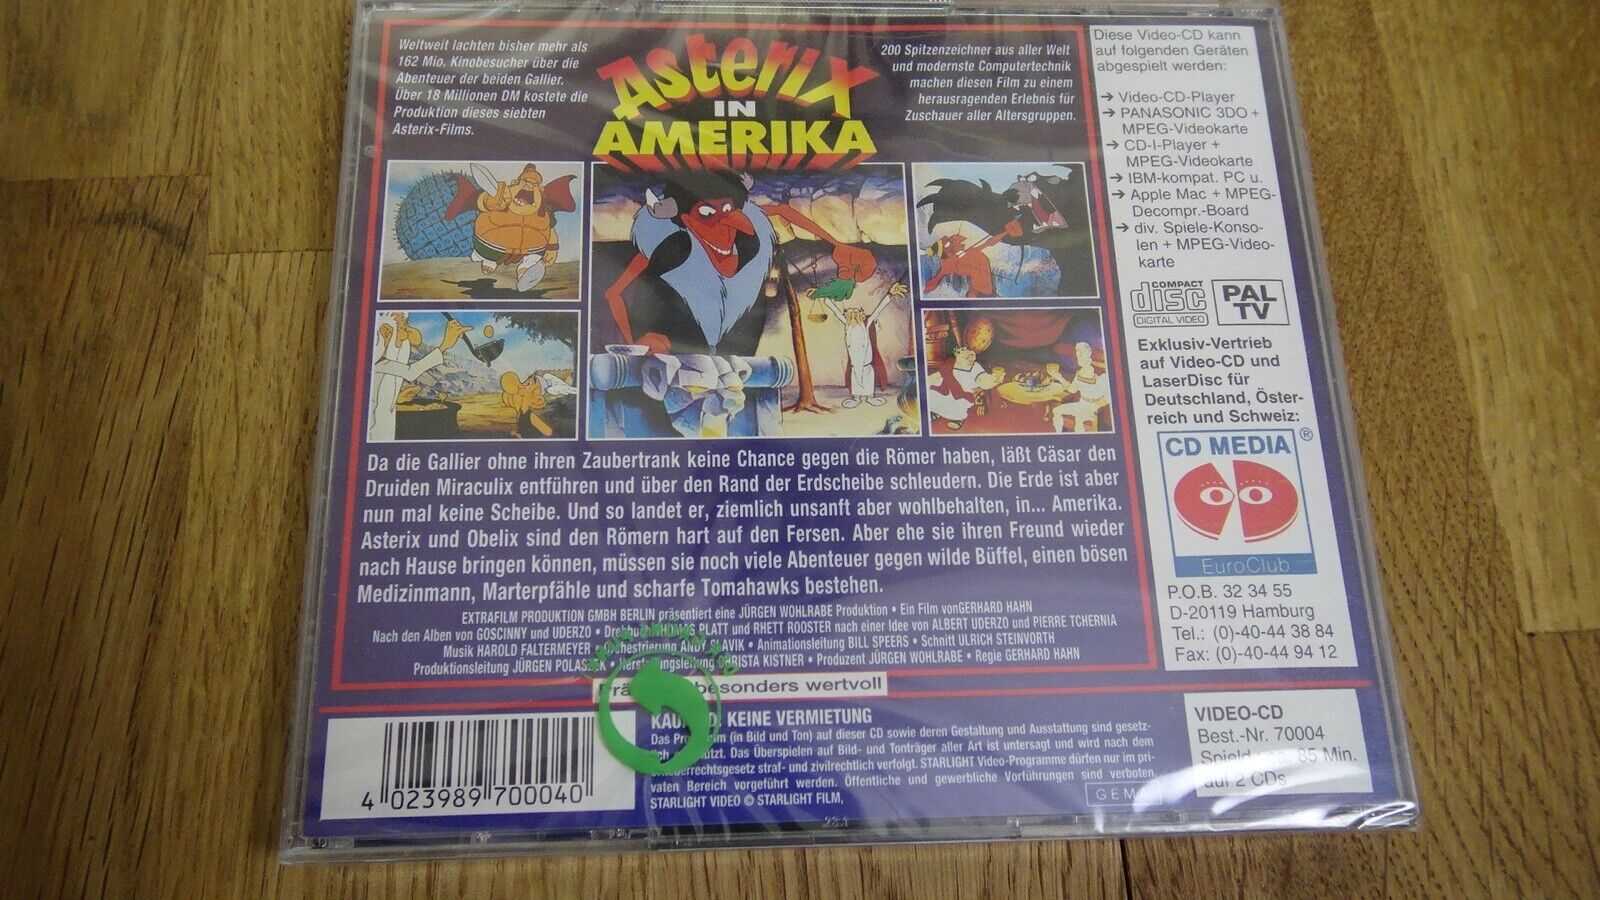 Weltweit lachten bisher mehr als
162 Mio. Kinobesucher über die
Abenteuer der beiden Gallier.
Über 18 Millionen DM kostete die
Produktion dieses siebten
Asterix-Films.
Asterix
IN
AMERIKA
200 Spitzenzeichner aus aller Welt
und modernste Computertechnik
machen diesen Film zu einem
herausragenden Erlebnis für
Zuschauer aller Altersgruppen.
Da die Gallier ohne ihren Zaubertrank keine Chance gegen die Römer haben, läßt Cäsar den
Druiden Miraculix entführen und über den Rand der Erdscheibe schleudern. Die Erde ist aber
nun mal keine Scheibe. Und so landet er, ziemlich unsanft aber wohlbehalten, in... Amerika.
Asterix und Obelix sind den Römern hart auf den Fersen. Aber ehe sie ihren Freund wieder
nach Hause bringen können, müssen sie noch viele Abenteuer gegen wilde Büffel, einen bösen
Medizinmann, Marterpfähle und scharfe Tomahawks bestehen.
EXTRAFILM PRODUKTION GMBH BERLIN präsentiert eine JÜRGEN WOHLRABE Produktion • Ein Film vonGERHARD HAHN
Nach den Alben von GOSCINNY und UDERZO • THOMAS PLATT und RHETT ROOSTER nach einer Idee von ALBERT UDERZO und PIERRE TCHERNIA
Musik HAROLD FALTERMEYER • ANDY SLAVIK • Animationsleitung BILL SPEERS • Schnitt ULRICH STEINVORTH
Produktionsleitung JÜRGEN • CHRISTA KISTNER • Produzent JÜRGEN WOHLRABE • Regie GERHARD HAHN
besonders wertvoll
4 023989 700040
KEINE VERMIETUNG
Das (in Bild und Ton) auf dieser CD sowie deren Gestaltung und Ausstattung sind gesetz-
Das Überspielen auf Bild- und Tonträger aller Art ist untersagt und wird nach dem
straf- und zivilrechtlich verfolgt. STARLIGHT Video-Programme dürfen nur im pri-
vaten Bereich vorgeführt werden. Öffentliche und gewerbliche Vorführungen sind verboten,
STARLIGHT VIDEO © STARLIGHT FILM,
Diese Video-CD kann
auf folgenden Geräten
abgespielt werden:
→ Video-CD-Player
→ PANASONIC 3DO +
MPEG-Videokarte
→ CD-I-Player +
MPEG-Videokarte
→ IBM-kompat. PC u.
→ Apple Mac + MPEG-
Decompr.-Board
→ div. Spiele-Konso-
len + MPEG-Video-
karte
COMPACT
disc
DIGITAL VIDEO
PAL
TV
Exklusiv-Vertrieb
auf Video-CD und
LaserDisc für
Deutschland, Öster-
reich und Schweiz:
CD MEDIA®
EuroClub
P.O.B. 32 34 55
D-20119 Hamburg
Tel.: (0)-40-44 38 84
Fax: (0)-40-44 94 12
VIDEO-CD
Best.-Nr. 70004
85 Min.
auf 2 CDs